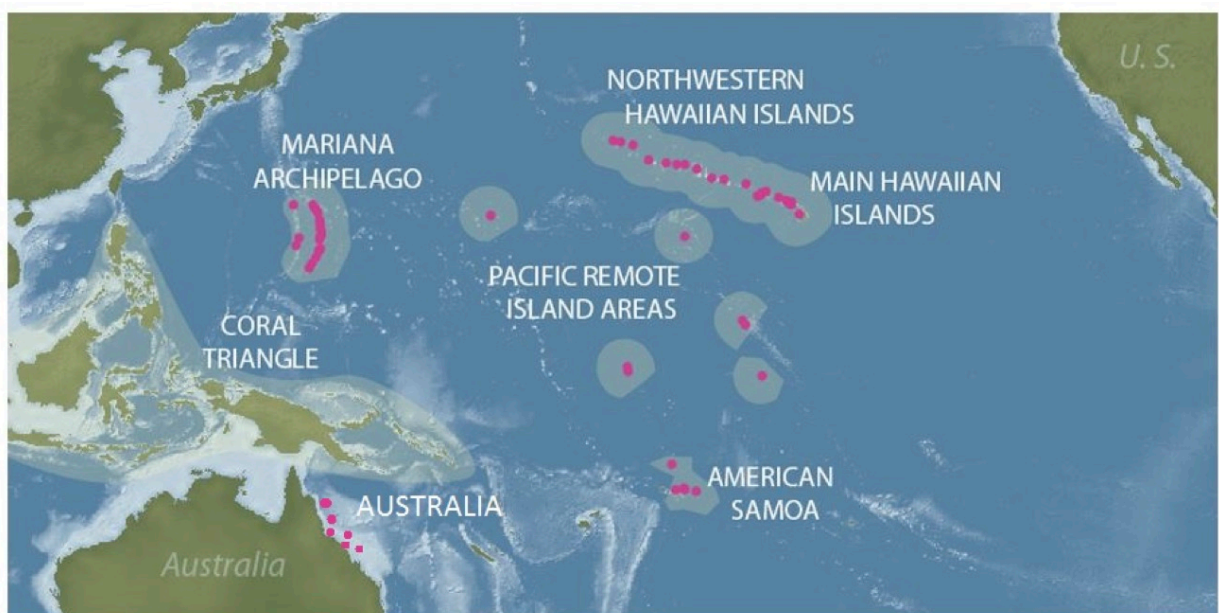 U. S.
NORTHWESTERN
HAWAIIAN ISLANDS
MARIANA
ARCHIPELAGO
MAIN HAWAIIAN
ISLANDS
PACIFIC REMOTE
ISLAND AREAS
CORAL
TRIANGLE
AMERICAN
SAMOA
AUSTRALIA
Australia